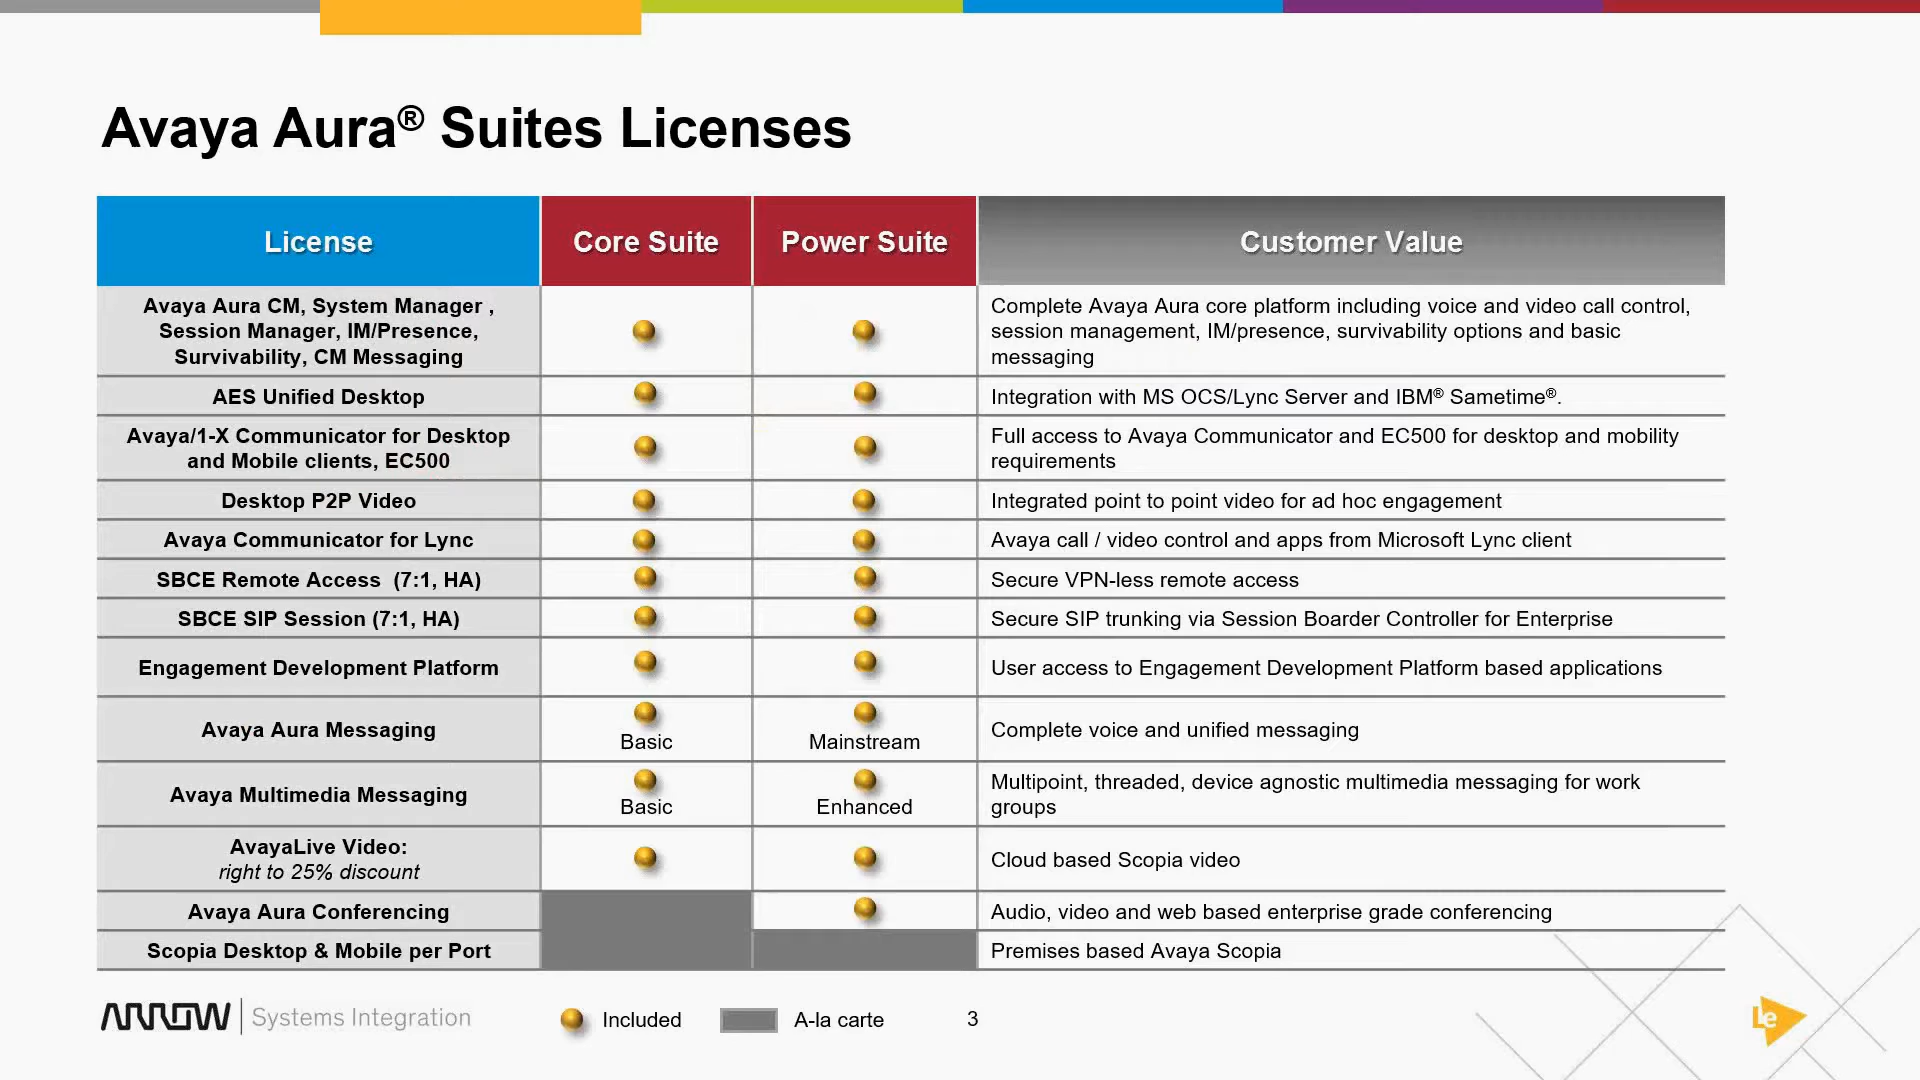 Avaya Aura® Suites Licenses
License
Core Suite
Power Suite
Customer Value
Avaya Aura CM, System Manager ,
Session Manager, IM/Presence,
Survivability, CM Messaging
Complete Avaya Aura core platform including voice and video call control,
session management, IM/presence, survivability options and basic
messaging
AES Unified Desktop
Integration with MS OCS/Lync Server and IBM® Sametime®.
Avaya/1-X Communicator for Desktop
and Mobile clients, EC500
Full access to Avaya Communicator and EC500 for desktop and mobility
requirements
Desktop P2P Video
Integrated point to point video for ad hoc engagement
Avaya Communicator for Lync
Avaya call / video control and apps from Microsoft Lync client
SBCE Remote Access (7:1, HA)
Secure VPN-less remote access
SBCE SIP Session (7:1, HA)
Secure SIP trunking via Session Boarder Controller for Enterprise
Engagement Development Platform
User access to Engagement Development Platform based applications
Avaya Aura Messaging
Basic
Mainstream
Complete voice and unified messaging
Avaya Multimedia Messaging
Basic
Enhanced
Multipoint, threaded, device agnostic multimedia messaging for work
groups
AvayaLive Video:
right to 25% discount
Cloud based Scopia video
Avaya Aura Conferencing
Audio, video and web based enterprise grade conferencing
Scopia Desktop & Mobile per Port
Premises based Avaya Scopia
ARROW Systems Integration
Included
A-la carte
3
Le